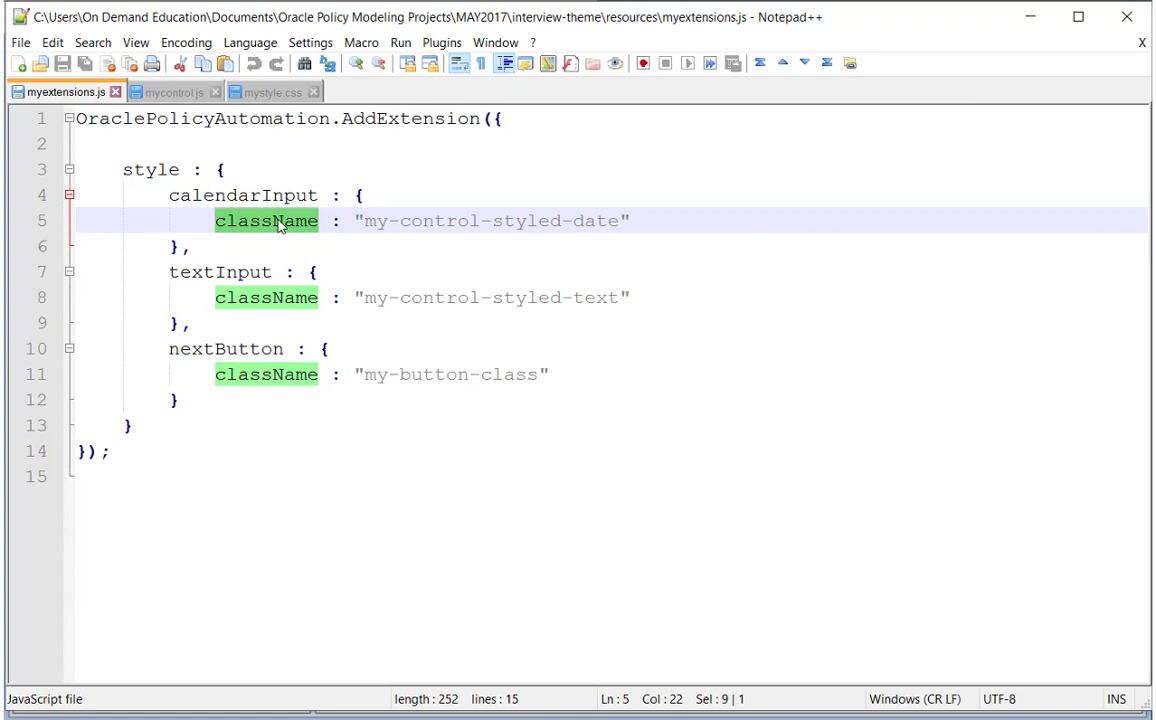 C:\Users\On Demand Education\Documents\Oracle Policy Modeling Projects\MAY2017\interview-theme\resources\myextensions.js - Notepad++
File Edit Search View Encoding Language Settings Macro Run Plugins Window ? X
myextensions.js mycontrol.js mystyle.css
1 OraclePolicyAutomation.AddExtension({
2
3 style : {
4 calendarInput : {
5 className : "my-control-styled-date"
6 },
7 textInput : {
8 className : "my-control-styled-text"
9 },
10 nextButton : {
11 className : "my-button-class"
12 }
13 }
14 });
15
JavaScript file length : 252 lines : 15 Ln : 5 Col : 22 Sel : 9 | 1 Windows (CR LF) UTF-8 INS